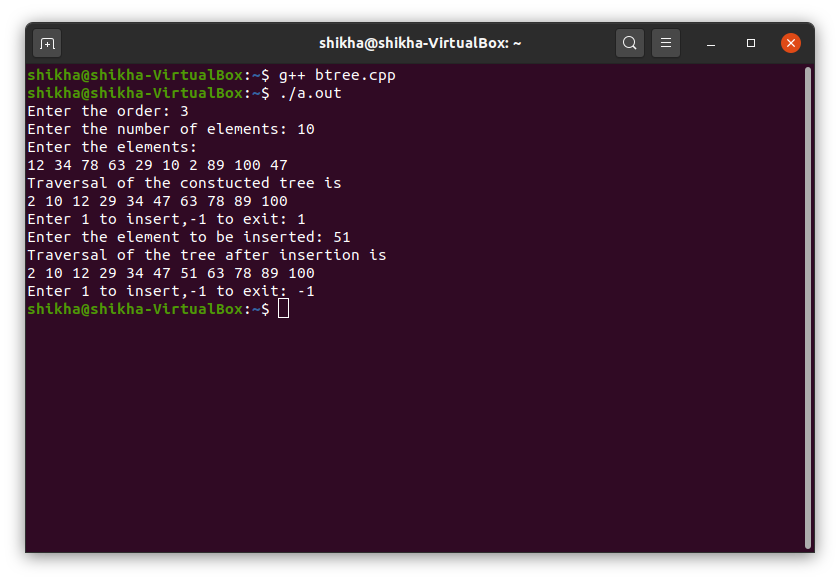 shikha@shikha-VirtualBox: ~
shikha@shikha-VirtualBox:~$ g++ btree.cpp
shikha@shikha-VirtualBox:~$ ./a.out
Enter the order: 3
Enter the number of elements: 10
Enter the elements:
12 34 78 63 29 10 2 89 100 47
Traversal of the constucted tree is
2 10 12 29 34 47 63 78 89 100
Enter 1 to insert,-1 to exit: 1
Enter the element to be inserted: 51
Traversal of the tree after insertion is
2 10 12 29 34 47 51 63 78 89 100
Enter 1 to insert,-1 to exit: -1
shikha@shikha-VirtualBox:~$